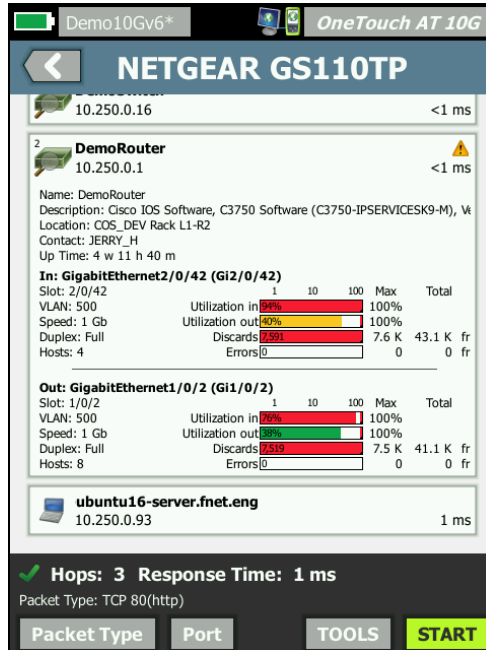 Demo10Gv6*
OneTouch AT 10G
NETGEAR GS110TP
10.250.0.16 <1 ms
2
DemoRouter
10.250.0.1 <1 ms
Name: DemoRouter
Description: Cisco IOS Software, C3750 Software (C3750-IPSERVICESK9-M), Ve
Location: COS_DEV Rack L1-R2
Contact: JERRY_H
Up Time: 4 w 11 h 40 m
In: GigabitEthernet2/0/42 (Gi2/0/42)
Slot: 2/0/42 1 10 100 Max Total
VLAN: 500 Utilization in 94% 100%
Speed: 1 Gb Utilization out 40% 100%
Duplex: Full Discards 7,591 7.6 K 43.1 K fr
Hosts: 4 Errors 0 0 0 fr
Out: GigabitEthernet1/0/2 (Gi1/0/2)
Slot: 1/0/2 1 10 100 Max Total
VLAN: 500 Utilization in 76% 100%
Speed: 1 Gb Utilization out 38% 100%
Duplex: Full Discards 7,519 7.5 K 41.1 K fr
Hosts: 8 Errors 0 0 0 fr
ubuntu16-server.fnet.eng
10.250.0.93 1 ms
Hops: 3 Response Time: 1 ms
Packet Type: TCP 80(http)
Packet Type Port TOOLS START